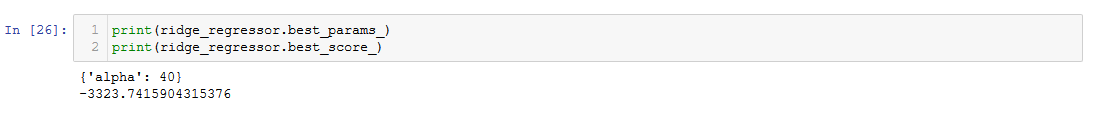 In [26]: 1 print(ridge_regressor.best_params_)
2 print(ridge_regressor.best_score_)
{'alpha': 40}
-3323.7415904315376